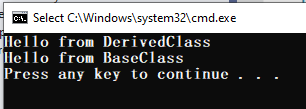 Select C:\Windows\system32\cmd.exe
Hello from DerivedClass
Hello from BaseClass
Press any key to continue . . .